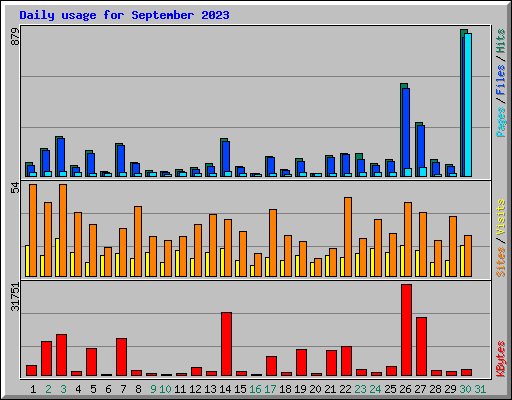 Daily usage for September 2023
879
Pages / Files / Hits
54
Sites / Visits
31751
KBytes
1 2 3 4 5 6 7 8 9 10 11 12 13 14 15 16 17 18 19 20 21 22 23 24 25 26 27 28 29 30 31